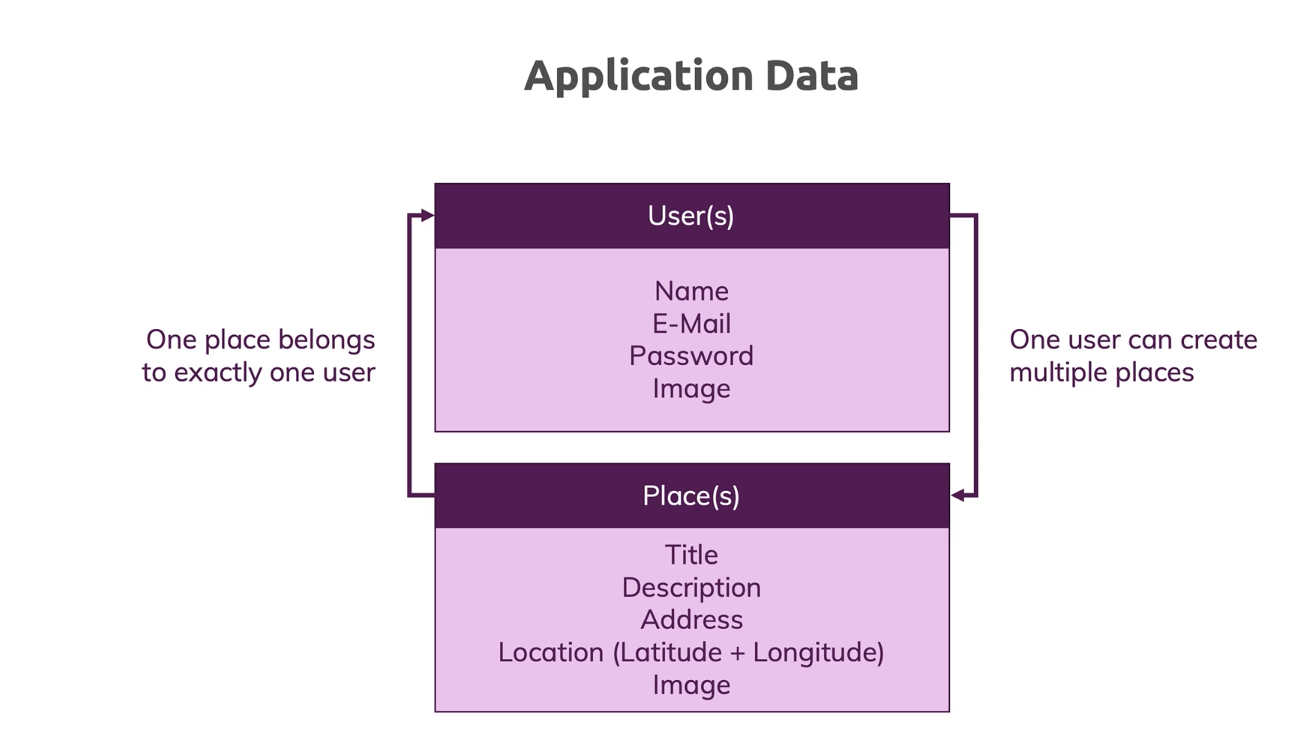 Application Data
User(s)
Name
E-Mail
Password
Image
One place belongs
to exactly one user
One user can create
multiple places
Place(s)
Title
Description
Address
Location (Latitude + Longitude)
Image